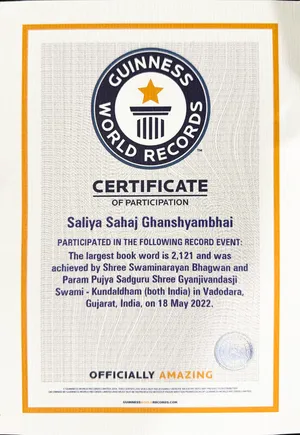 GUINNESS
WORLD RECORDS
TM
CERTIFICATE
OF PARTICIPATION
Saliya Sahaj Ghanshyambhai
PARTICIPATED IN THE FOLLOWING RECORD EVENT:
The largest book word is 2,121 and was
achieved by Shree Swaminarayan Bhagwan and
Param Pujya Sadguru Shree Gyanjivandasji
Swami - Kundaldham (both India) in Vadodara,
Gujarat, India, on 18 May 2022.
OFFICIALLY AMAZING
GUINNESSWORLDRECORDS.COM